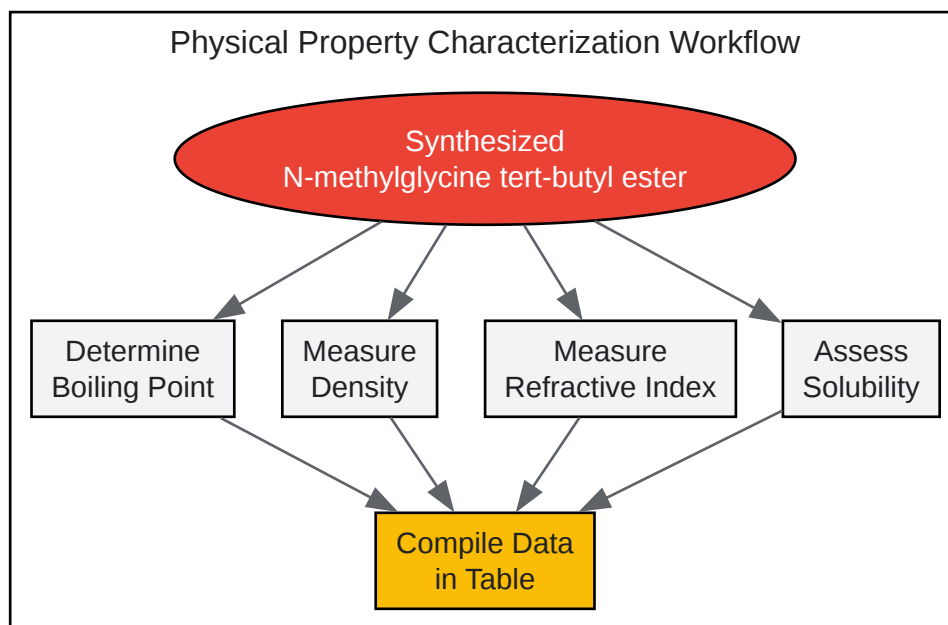 Physical Property Characterization Workflow
Synthesized
N-methylglycine tert-butyl ester
Determine
Boiling Point
Measure
Density
Measure
Refractive Index
Assess
Solubility
Compile Data
in Table